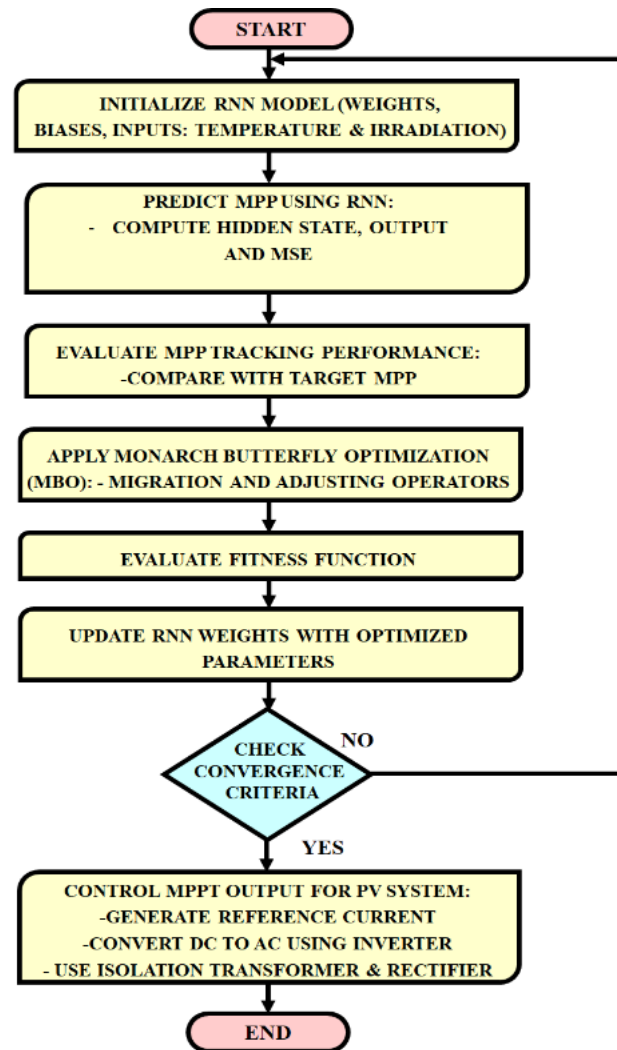 START
INITIALIZE RNN MODEL (WEIGHTS,
BIASES, INPUTS: TEMPERATURE & IRRADIATION)
PREDICT MPP USING RNN:
- COMPUTE HIDDEN STATE, OUTPUT
AND MSE
EVALUATE MPP TRACKING PERFORMANCE:
-COMPARE WITH TARGET MPP
APPLY MONARCH BUTTERFLY OPTIMIZATION
(MBO): - MIGRATION AND ADJUSTING OPERATORS
EVALUATE FITNESS FUNCTION
UPDATE RNN WEIGHTS WITH OPTIMIZED
PARAMETERS
CHECK
CONVERGENCE
CRITERIA
NO
YES
CONTROL MPPT OUTPUT FOR PV SYSTEM:
-GENERATE REFERENCE CURRENT
-CONVERT DC TO AC USING INVERTER
- USE ISOLATION TRANSFORMER & RECTIFIER
END